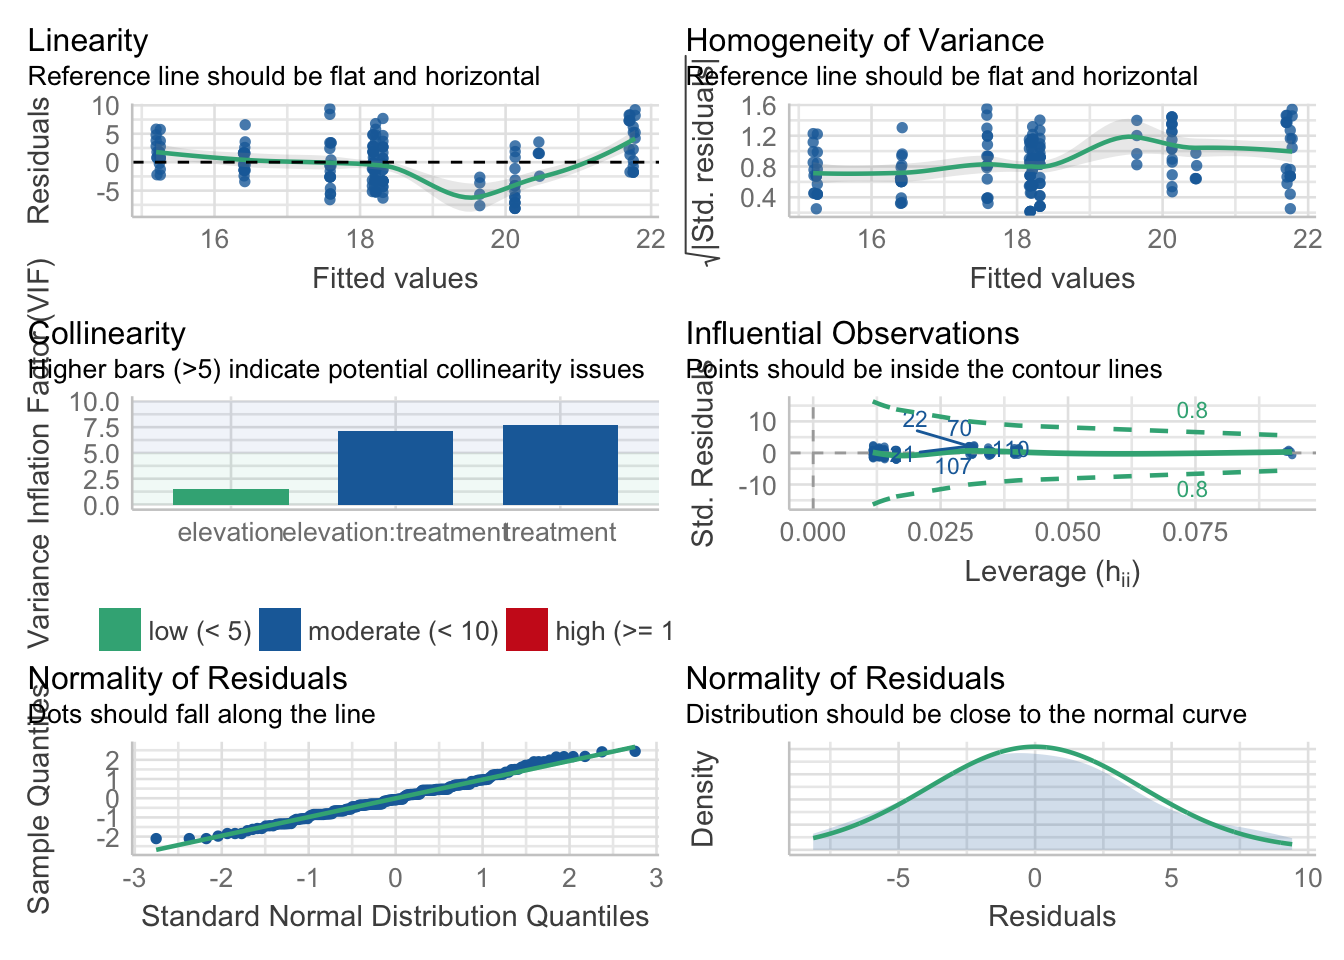 Linearity
Reference line should be flat and horizontal
Residuals
10
5
0
-5
16
18
20
22
Fitted values
Homogeneity of Variance
Reference line should be flat and horizontal
√|Std. residuals|
1.6
1.2
0.8
0.4
16
18
20
22
Fitted values
Collinearity
Higher bars (>5) indicate potential collinearity issues
Variance Inflation Factor (VIF)
10.0
7.5
5.0
2.5
0.0
elevation
elevation:treatment
treatment
low (< 5)
moderate (< 10)
high (>= 1
Influential Observations
Points should be inside the contour lines
Std. Residuals
10
0
-10
0.8
22
70
110
107
0.8
0.000
0.025
0.050
0.075
Leverage (hii)
Normality of Residuals
Dots should fall along the line
Sample Quantiles
2
1
0
-1
-2
-3
-2
-1
0
1
2
3
Standard Normal Distribution Quantiles
Normality of Residuals
Distribution should be close to the normal curve
Density
-5
0
5
10
Residuals